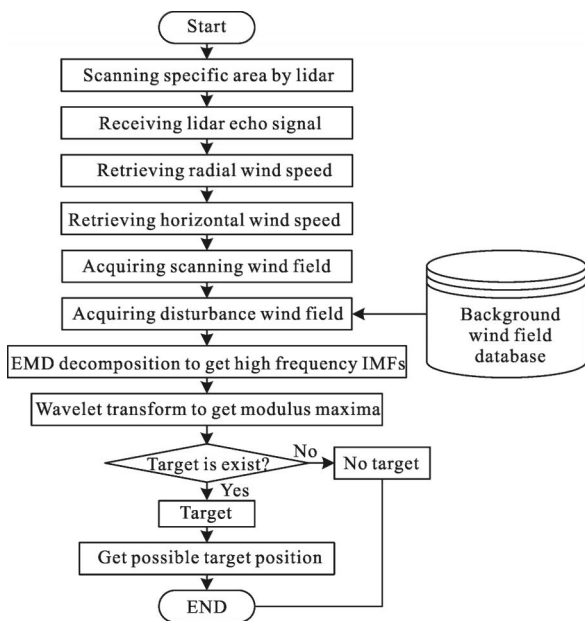 Start
Scanning specific area by lidar
Receiving lidar echo signal
Retrieving radial wind speed
Retrieving horizontal wind speed
Acquiring scanning wind field
Acquiring disturbance wind field
Background
wind field
database
EMD decomposition to get high frequency IMFs
Wavelet transform to get modulus maxima
Target is exist?
No
No target
Yes
Target
Get possible target position
END